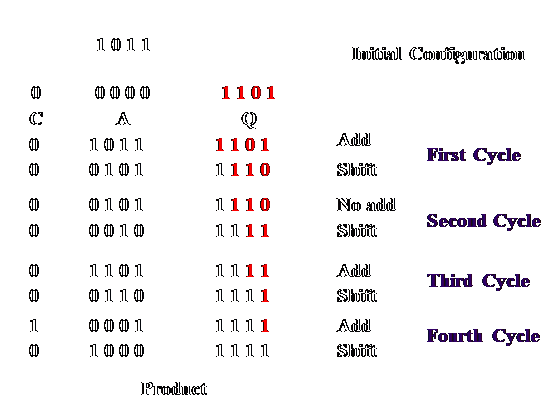 1 0 1 1
Initial Configuration
0 0 0 0 0 1 1 0 1
C A Q
0 1 0 1 1 1 1 0 1 Add
First Cycle
0 0 1 0 1 1 1 1 0 Shift
0 0 1 0 1 1 1 1 0 No add
Second Cycle
0 0 0 1 0 1 1 1 1 Shift
0 1 1 0 1 1 1 1 1 Add
Third Cycle
0 0 1 1 0 1 1 1 1 Shift
1 0 0 0 1 1 1 1 1 Add
Fourth Cycle
0 1 0 0 0 1 1 1 1 Shift
Product